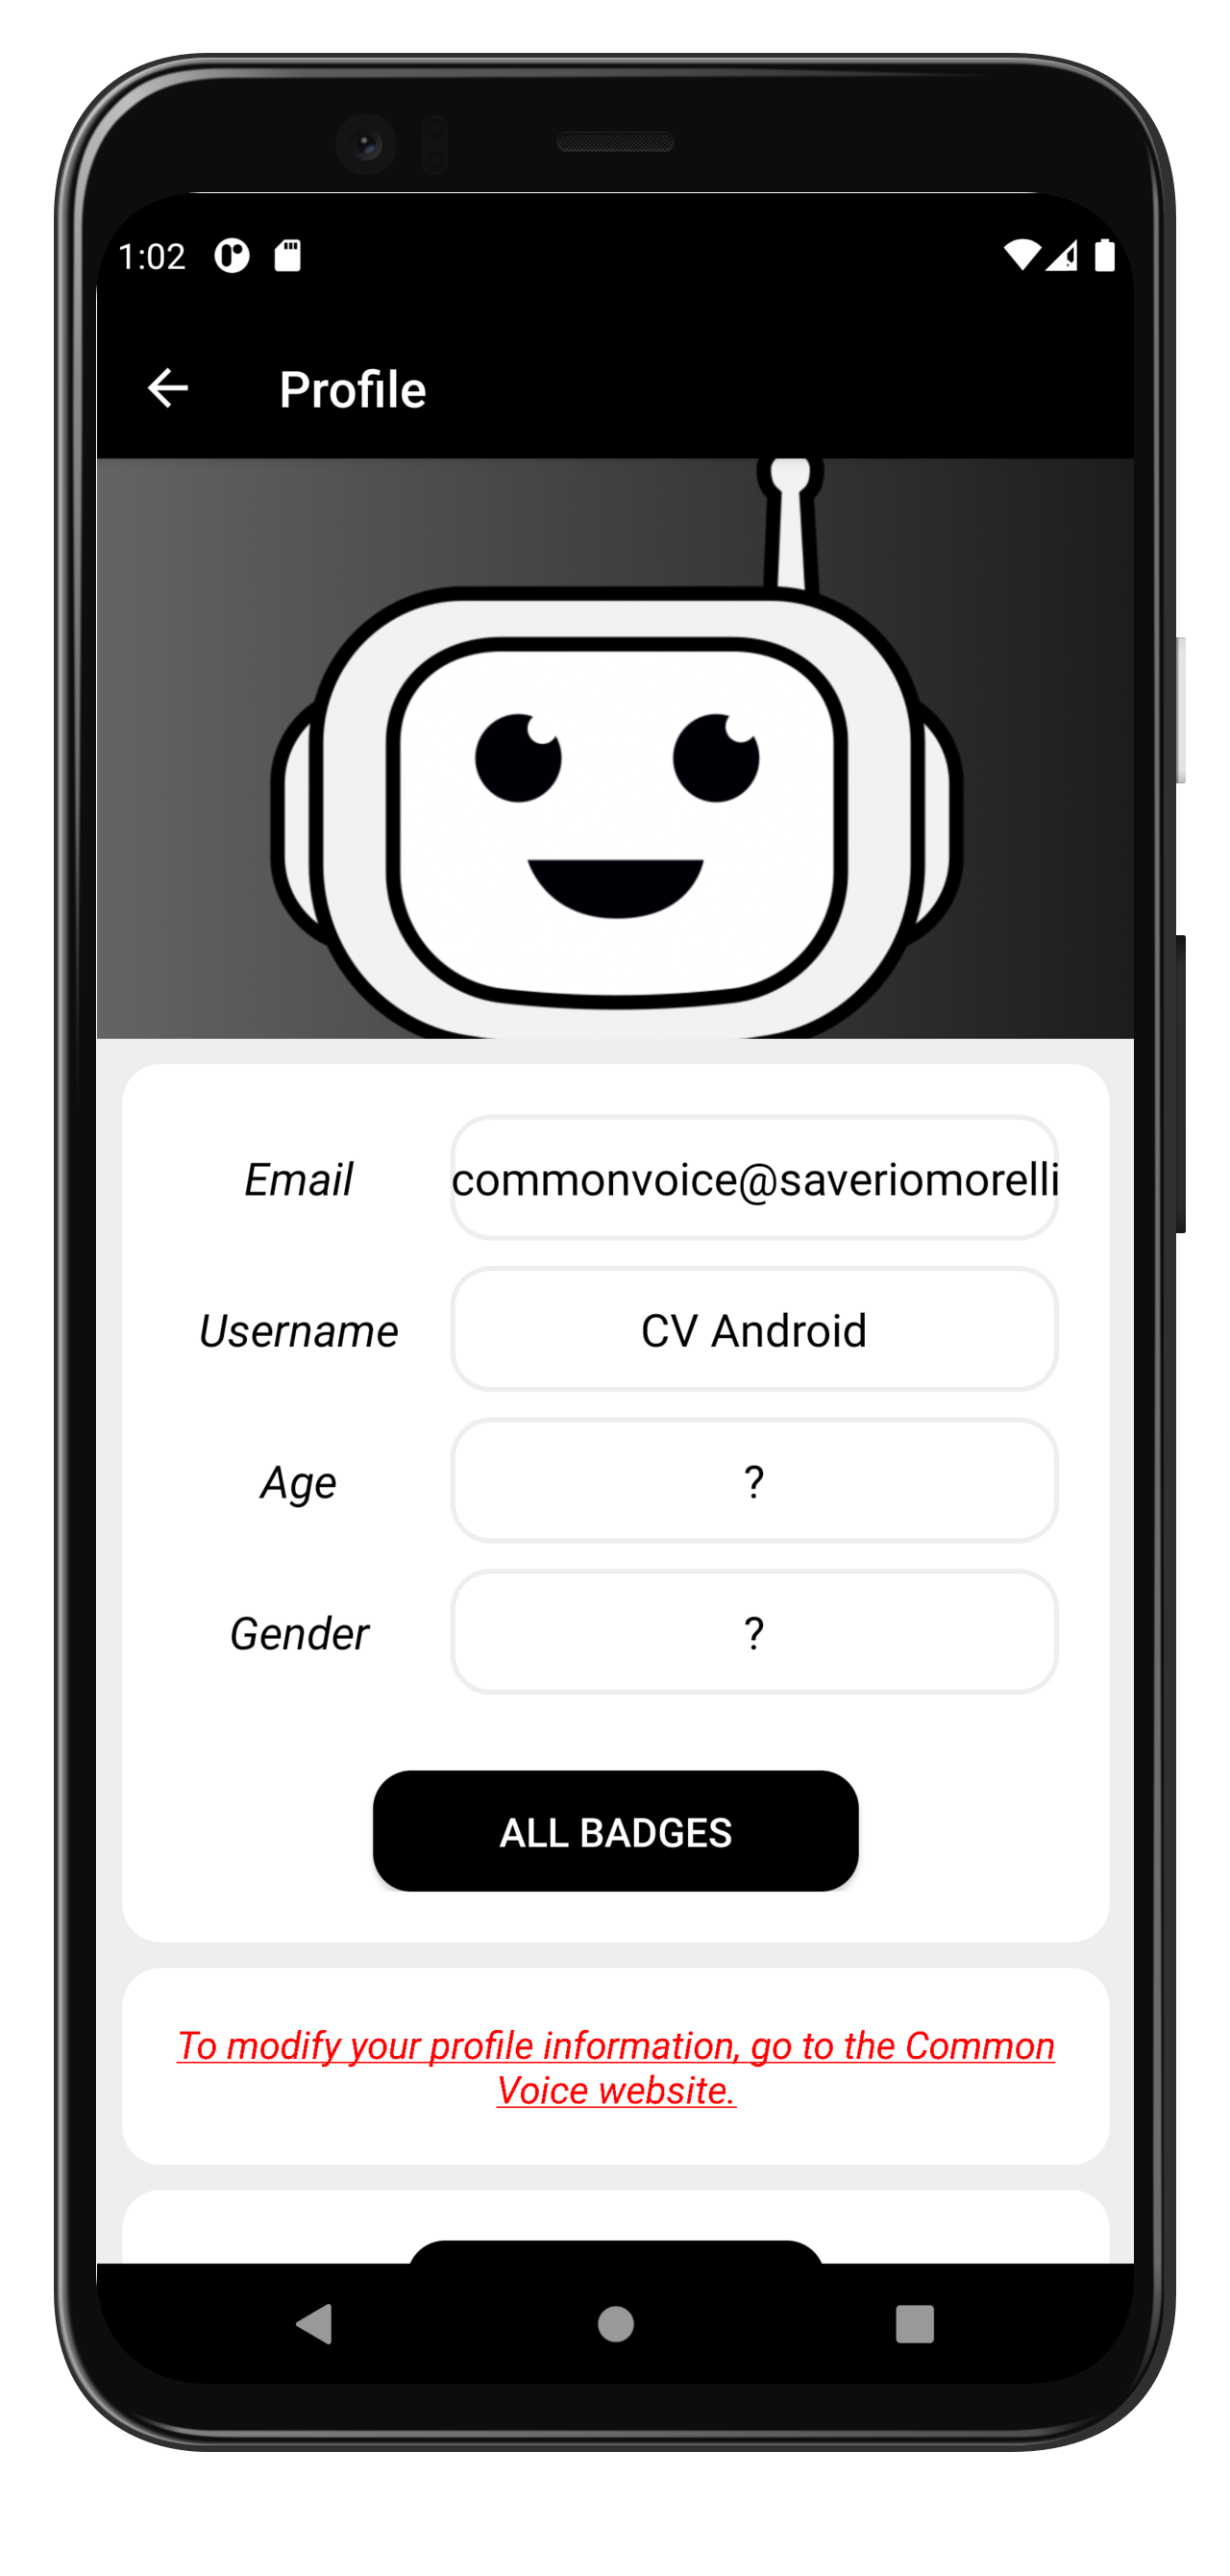 1:02
Profile
Email
commonvoice@saveriomorelli
Username
CV Android
Age
?
Gender
?
ALL BADGES
To modify your profile information, go to the Common
Voice website.